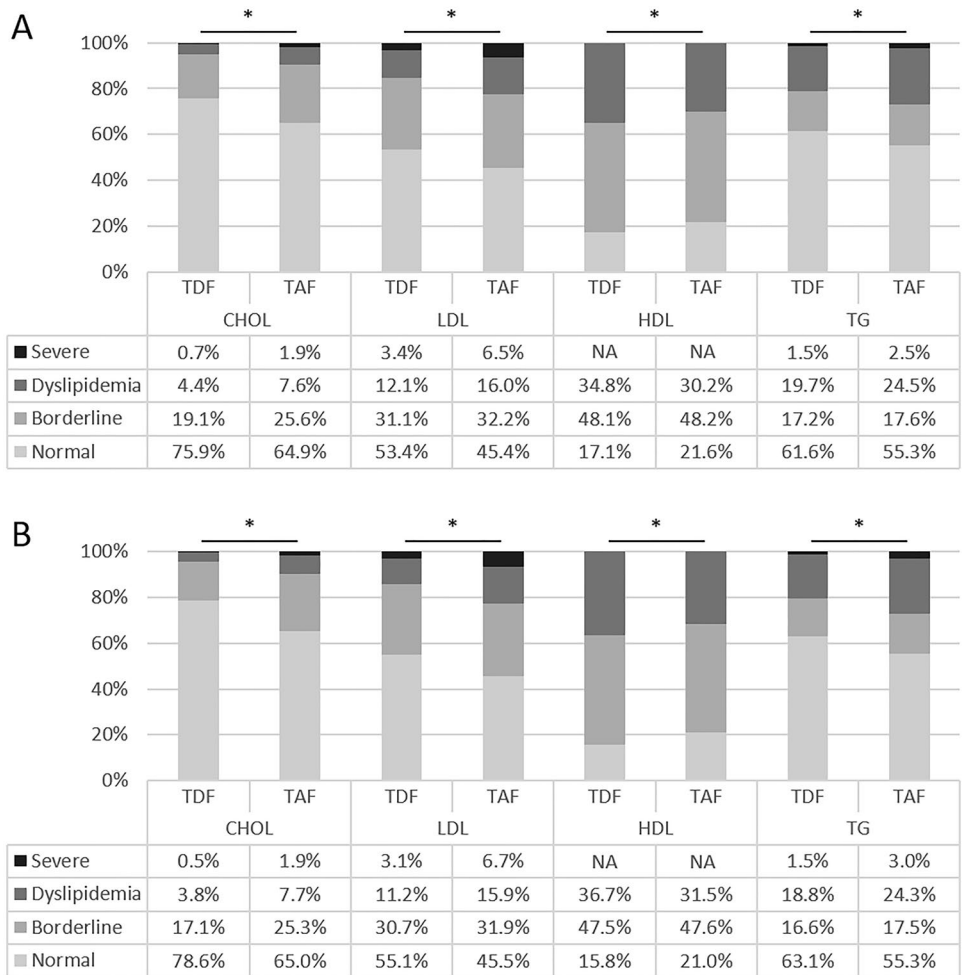 A
* * * *
100%
80%
60%
40%
20%
0%
TDF TAF TDF TAF TDF TAF TDF TAF
CHOL LDL HDL TG
Severe 0.7% 1.9% 3.4% 6.5% NA NA 1.5% 2.5%
Dyslipidemia 4.4% 7.6% 12.1% 16.0% 34.8% 30.2% 19.7% 24.5%
Borderline 19.1% 25.6% 31.1% 32.2% 48.1% 48.2% 17.2% 17.6%
Normal 75.9% 64.9% 53.4% 45.4% 17.1% 21.6% 61.6% 55.3%
B
* * * *
100%
80%
60%
40%
20%
0%
TDF TAF TDF TAF TDF TAF TDF TAF
CHOL LDL HDL TG
Severe 0.5% 1.9% 3.1% 6.7% NA NA 1.5% 3.0%
Dyslipidemia 3.8% 7.7% 11.2% 15.9% 36.7% 31.5% 18.8% 24.3%
Borderline 17.1% 25.3% 30.7% 31.9% 47.5% 47.6% 16.6% 17.5%
Normal 78.6% 65.0% 55.1% 45.5% 15.8% 21.0% 63.1% 55.3%